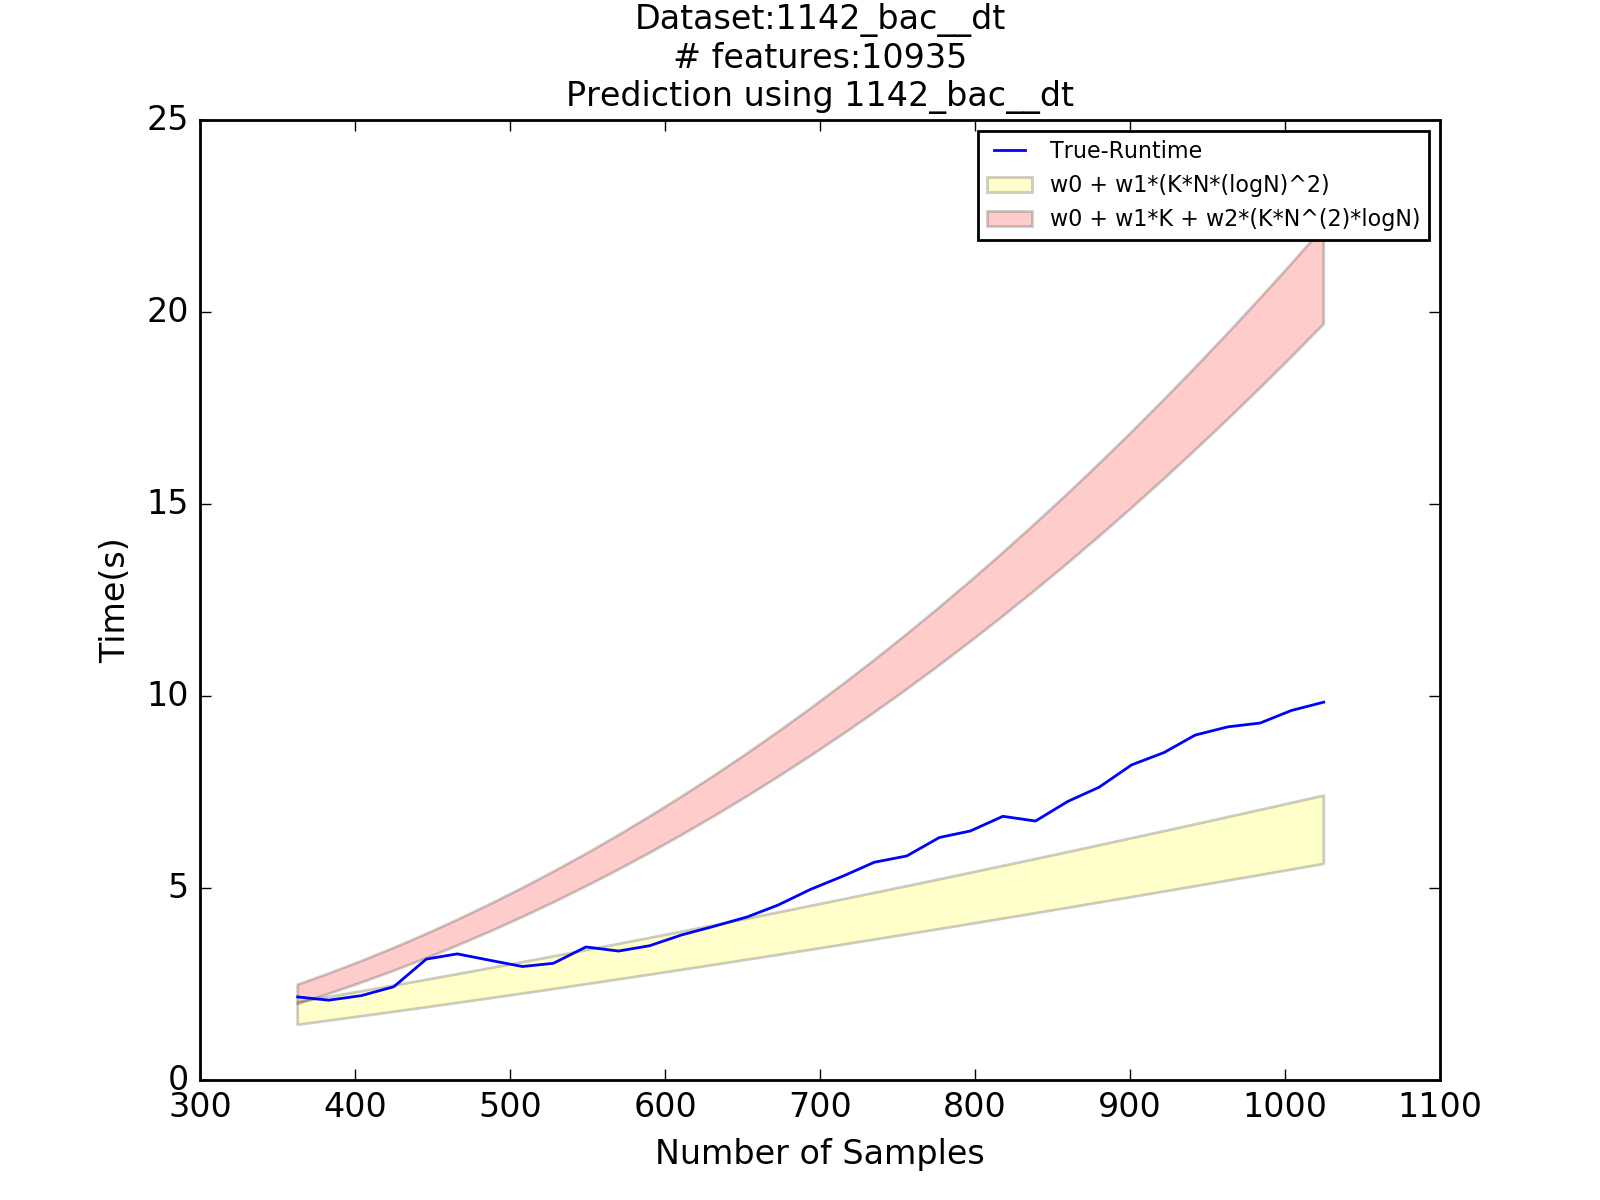 Dataset:1142_bac__dt
# features:10935
Prediction using 1142_bac__dt
True-Runtime
w0 + w1*(K*N*(logN)^2)
w0 + w1*K + w2*(K*N^(2)*logN)
25
20
15
10
5
0
Time(s)
300 400 500 600 700 800 900 1000 1100
Number of Samples